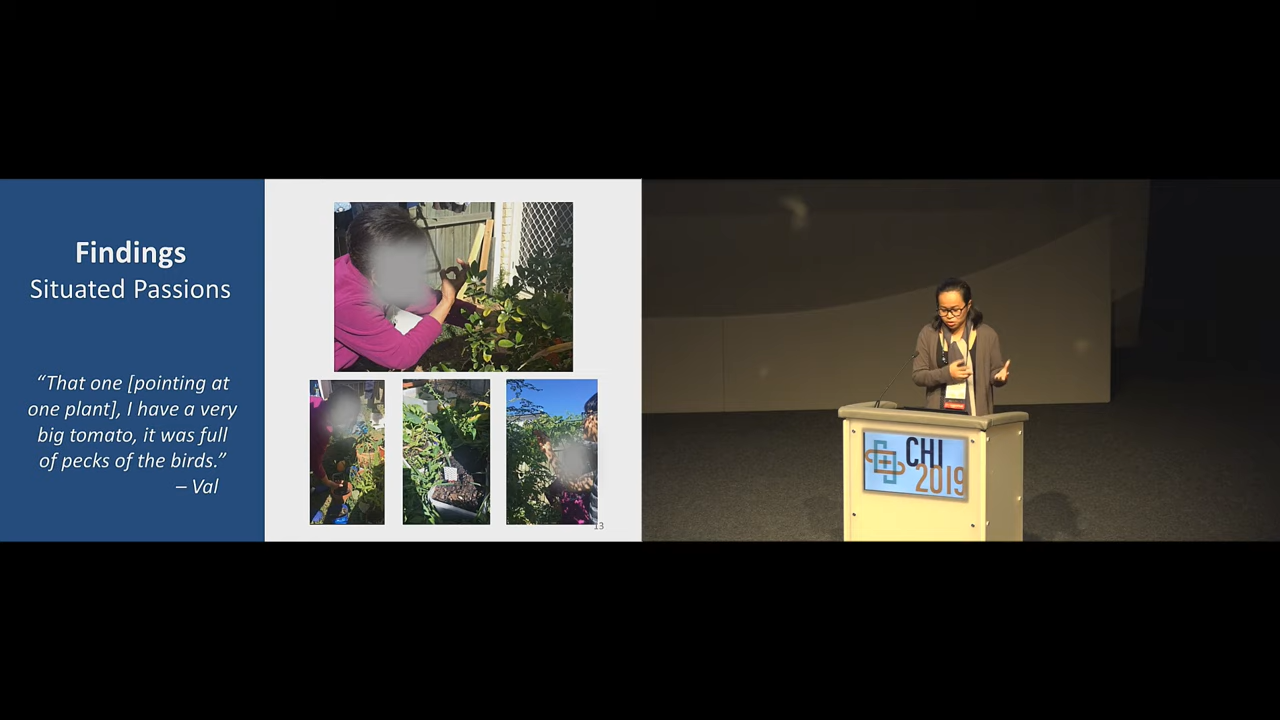 Findings
Situated Passions
“That one [pointing at
one plant], I have a very
big tomato, it was full
of pecks of the birds.”
– Val
13
CHI
2019